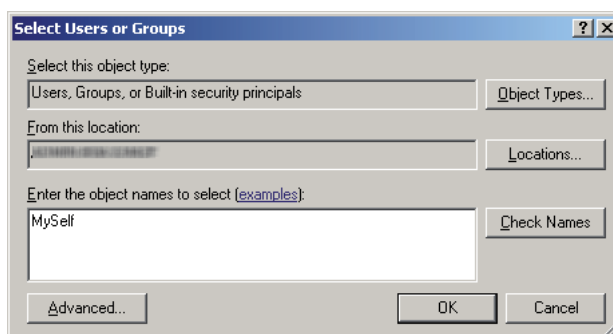 Select Users or Groups
Select this object type:
Users, Groups, or Built-in security principals
Object Types...
From this location:
Locations...
Enter the object names to select (examples):
MySelf
Check Names
Advanced...
OK
Cancel